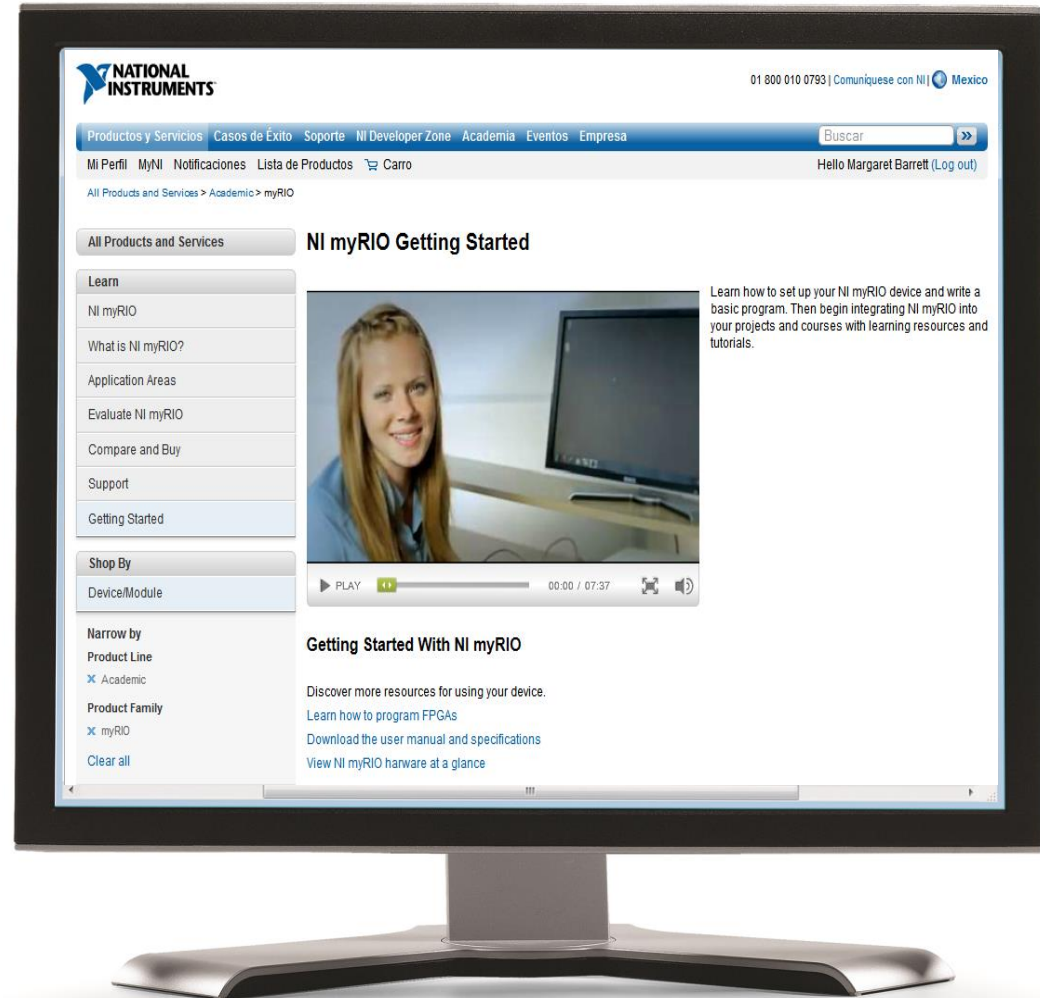 NATIONAL
INSTRUMENTS
01 800 010 0793 | Comuníquese con NI | Mexico
Productos y Servicios Casos de Éxito Soporte NI Developer Zone Academia Eventos Empresa Buscar
Mi Perfil MyNI Notificaciones Lista de Productos Carro Hello Margaret Barrett (Log out)
All Products and Services > Academic > myRIO
All Products and Services
Learn
NI myRIO
What is NI myRIO?
Application Areas
Evaluate NI myRIO
Compare and Buy
Support
Getting Started
Shop By
Device/Module
Narrow by
Product Line
X Academic
Product Family
X myRIO
Clear all
NI myRIO Getting Started
Learn how to set up your NI myRIO device and write a
basic program. Then begin integrating NI myRIO into
your projects and courses with learning resources and
tutorials.
PLAY 00:00 / 07:37
Getting Started With NI myRIO
Discover more resources for using your device.
Learn how to program FPGAs
Download the user manual and specifications
View NI myRIO harware at a glance